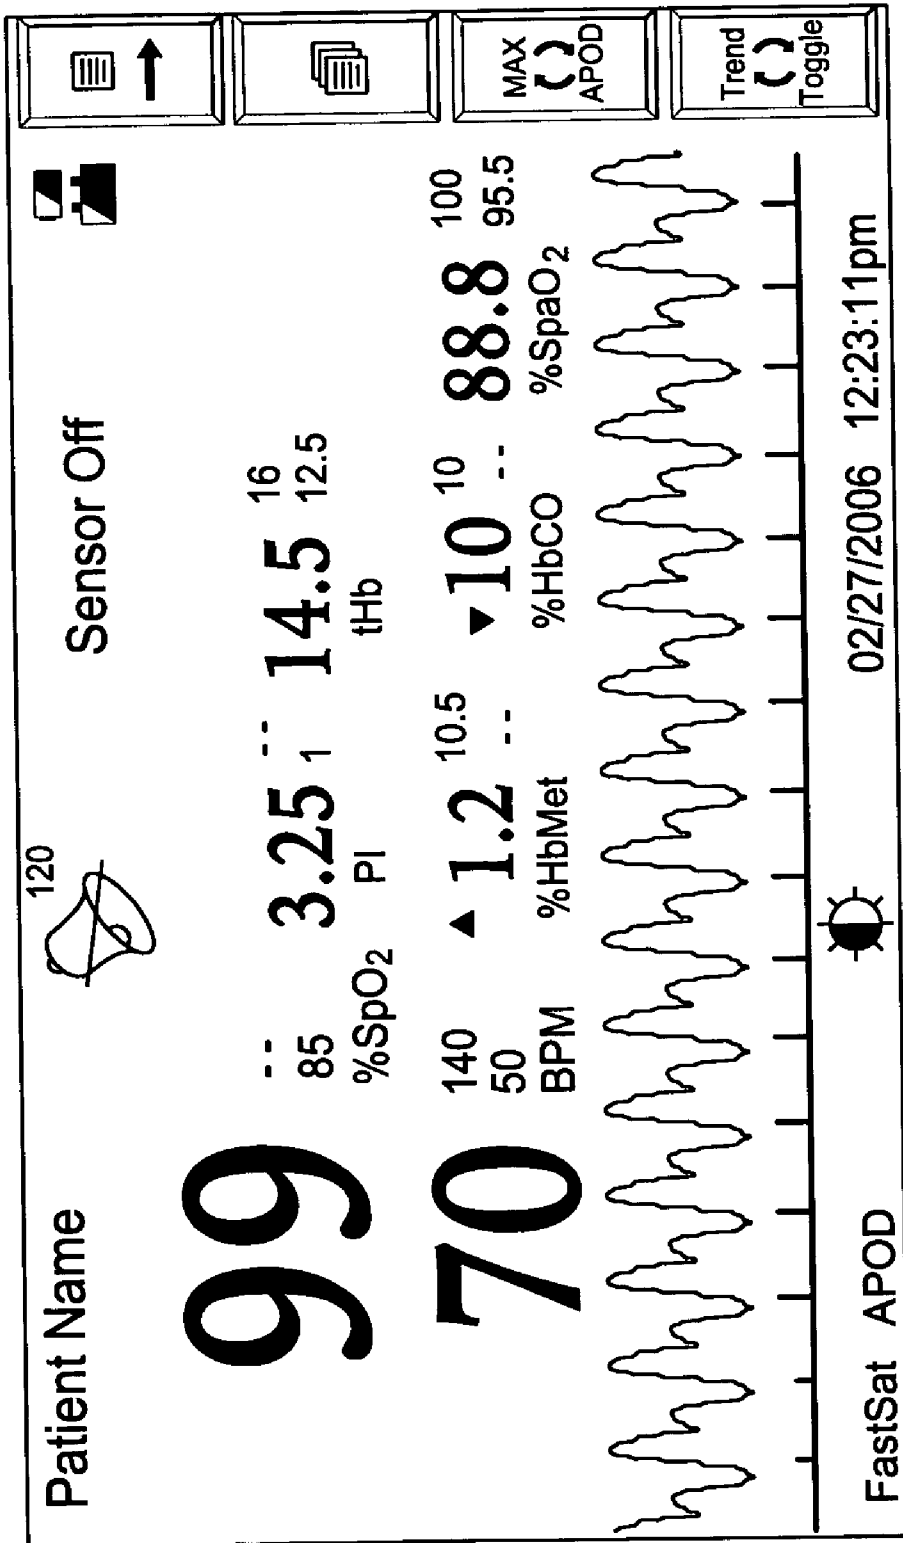 Patient Name
120
Sensor Off
99
- -
85
%SpO2
3.25
- -
1
PI
14.5
16
12.5
tHb
70
140
50
BPM
▲ 1.2
10.5
- -
%HbMet
▼ 10
10
- -
%HbCO
88.8
100
95.5
%SpaO2
MAX
APOD
Trend
Toggle
FastSat APOD
02/27/2006 12:23:11pm